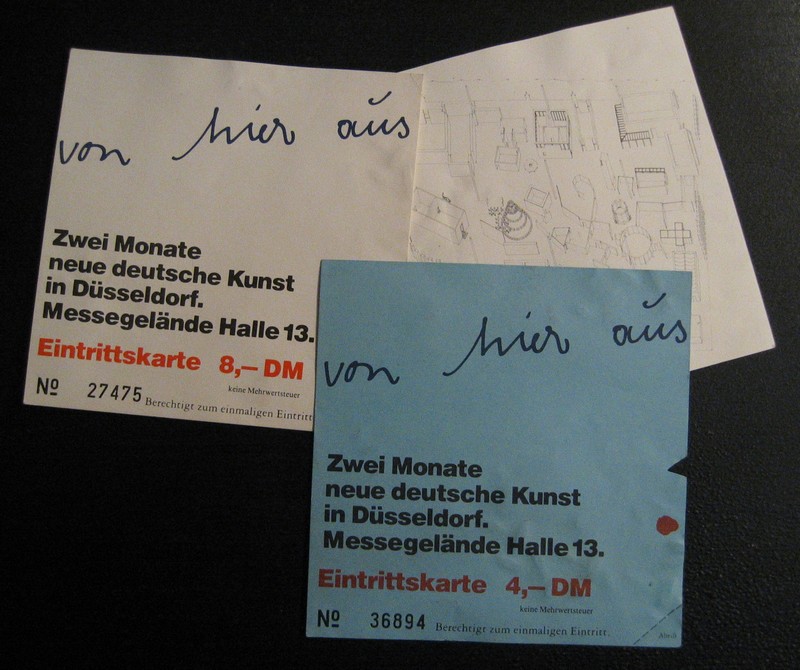 von hier aus
Zwei Monate
neue deutsche Kunst
in Düsseldorf.
Messegelände Halle 13.
Eintrittskarte 8,— DM
keine Mehrwertsteuer
Nº 27475 Berechtigt zum einmaligen Eintritt
von hier aus
Zwei Monate
neue deutsche Kunst
in Düsseldorf.
Messegelände Halle 13.
Eintrittskarte 4,— DM
keine Mehrwertsteuer
Nº 36894 Berechtigt zum einmaligen Eintritt.